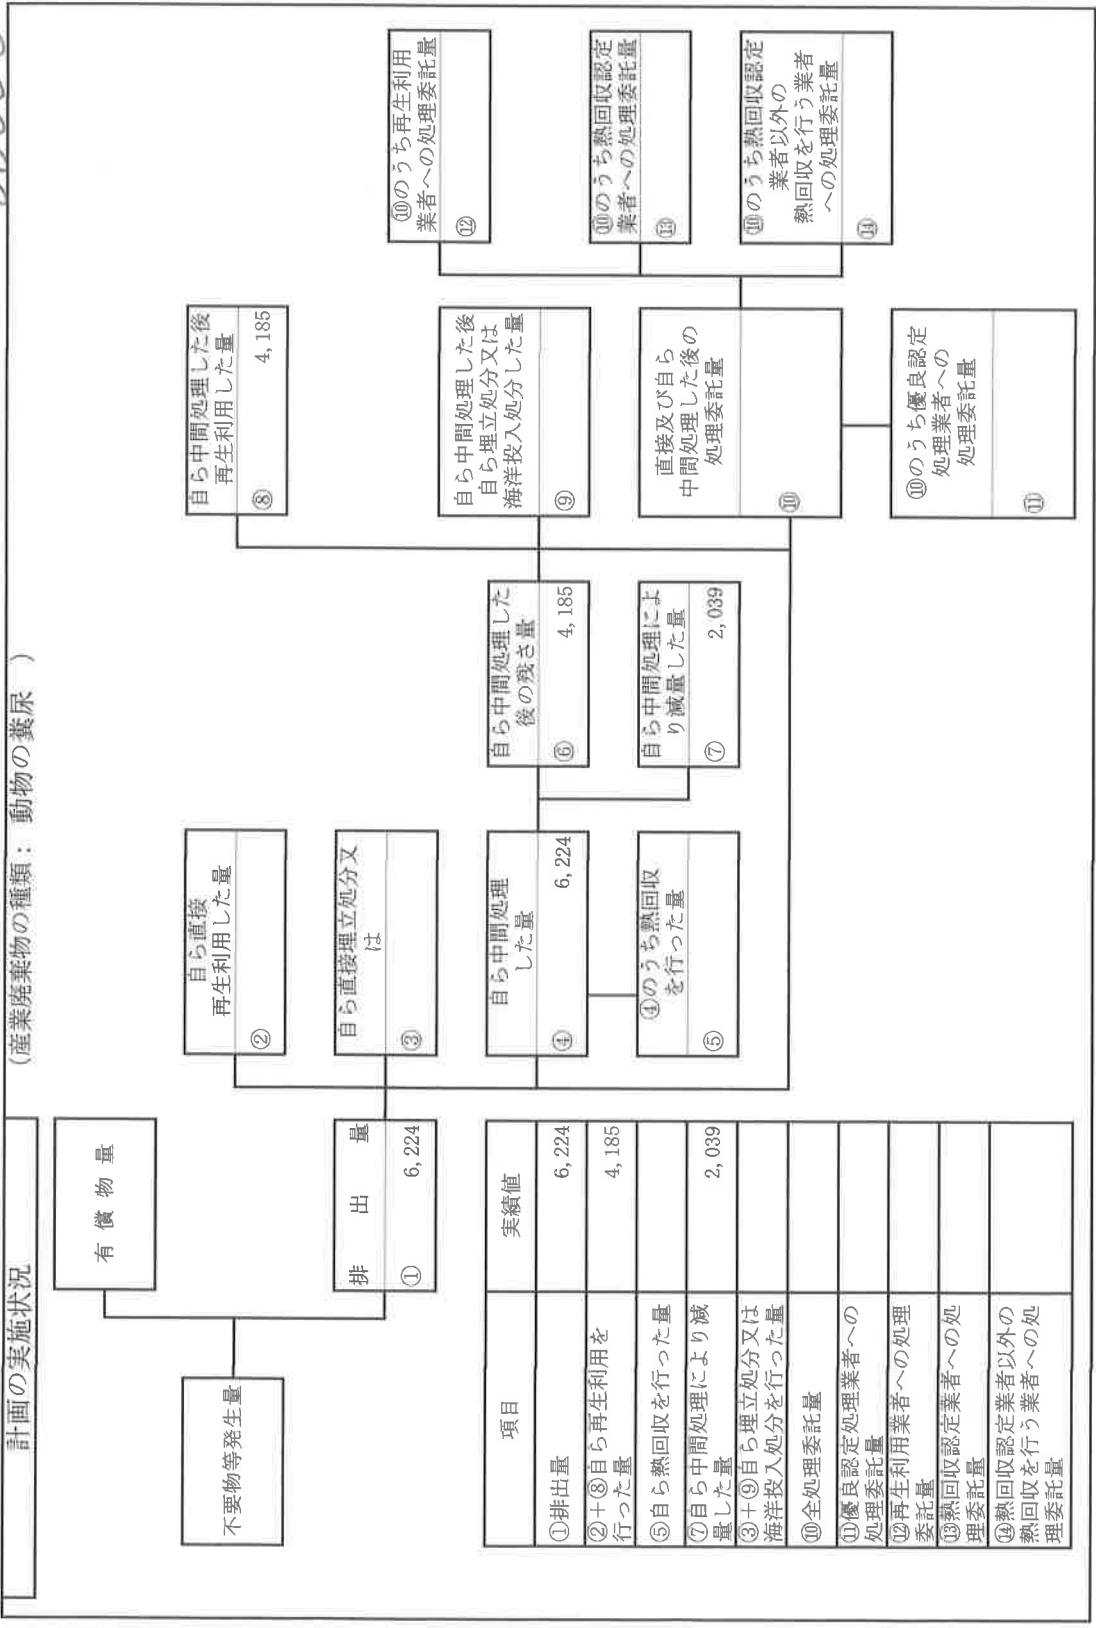 計画の実施状況
(産業廃棄物の種類： 動物の糞尿 )
不要物等発生量
有償物量
排出量
① 6,224
自ら直接
再生利用した量
②
自ら直接埋立処分又
は
③
自ら中間処理
した量
④ 6,224
④のうち熱回収
を行った量
⑤
自ら中間処理した
後の残さ量
⑥ 4,185
自ら中間処理によ
り減量した量
⑦ 2,039
自ら中間処理した後
再生利用した量
⑧ 4,185
自ら中間処理した後
自ら埋立処分又は
海洋投入処分した量
⑨
直接及び自ら
中間処理した後の
処理委託量
⑩
⑩のうち優良認定
処理業者への
処理委託量
⑪
⑩のうち再生利用
業者への処理委託量
⑫
⑩のうち熱回収認定
業者への処理委託量
⑬
⑩のうち熱回収認定
業者以外の
熱回収を行う業者
への処理委託量
⑭
項目 実績値
①排出量 6,224
②+⑧自ら再生利用を
行った量 4,185
⑤自ら熱回収を行った量
⑦自ら中間処理により減
量した量 2,039
③+⑨自ら埋立処分又は
海洋投入処分を行った量
⑩全処理委託量
⑪優良認定処理業者への
処理委託量
⑫再生利用業者への処理
委託量
⑬熱回収認定業者への処
理委託量
⑭熱回収認定業者以外の
熱回収を行う業者への処
理委託量